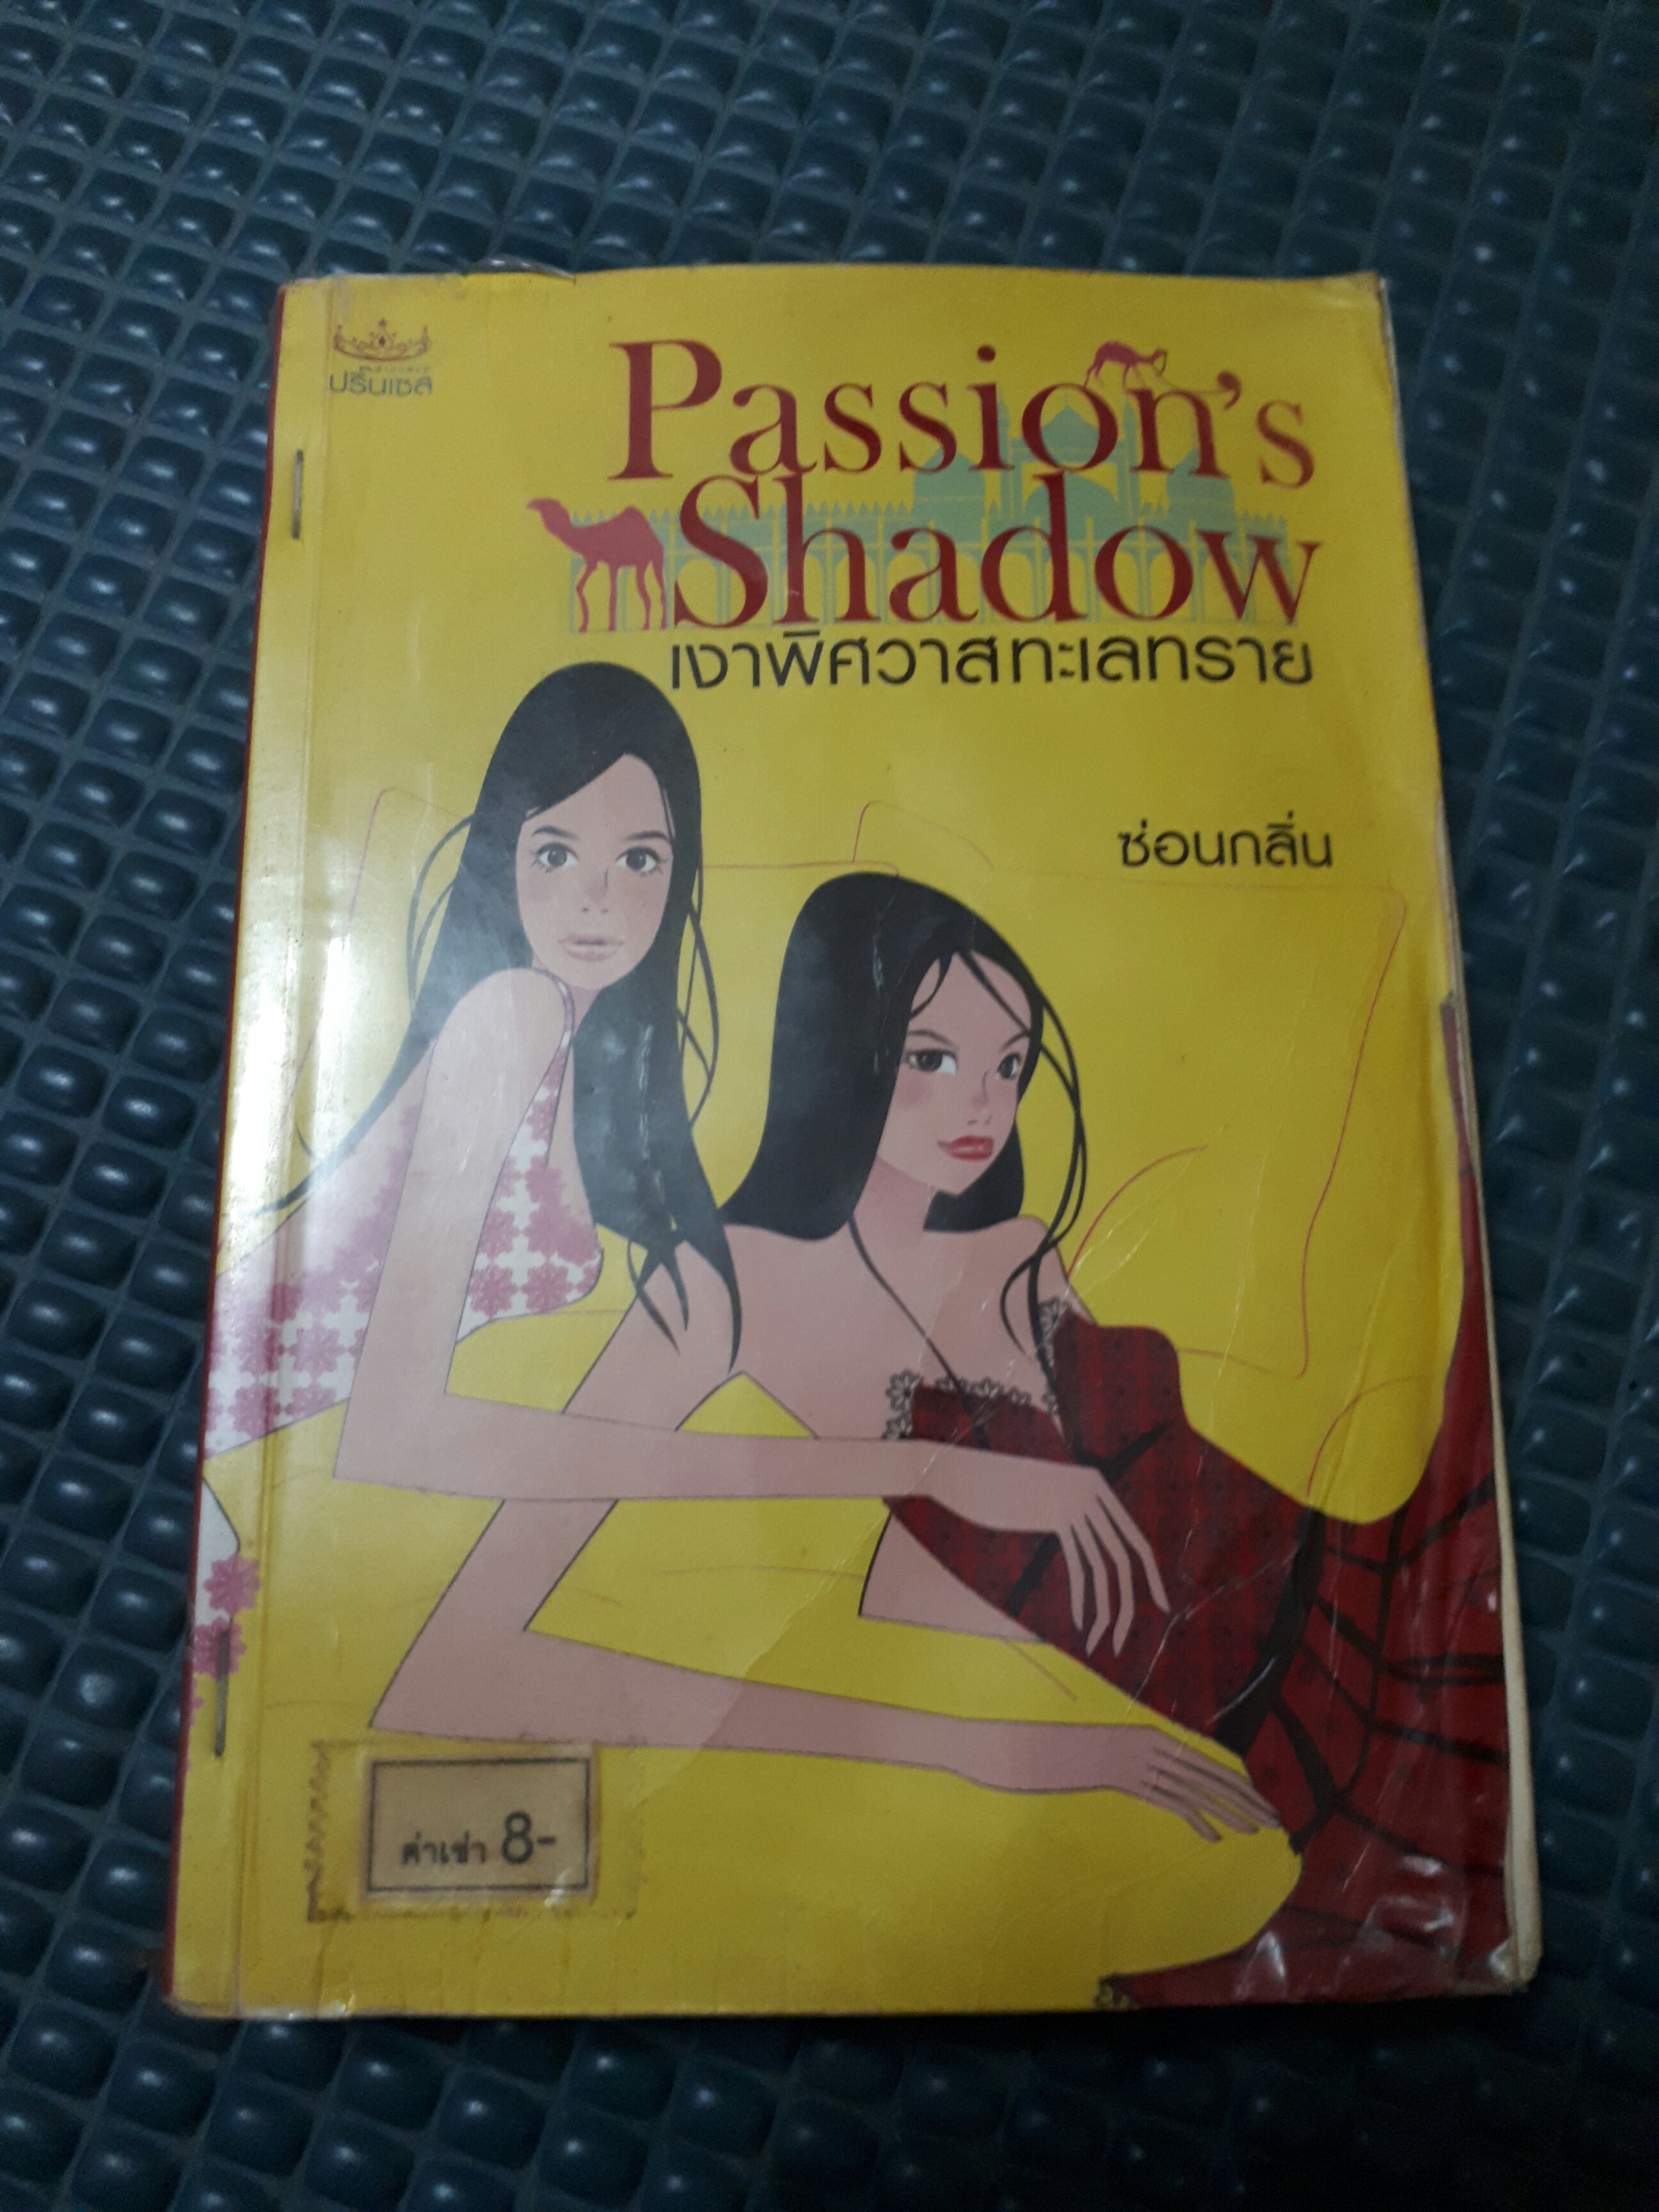 ปริ๊นเซส
Passion's
Shadow
เงาพิศวาสทะเลทราย
ซ่อนกลิ่น
ค่าเช่า 8-